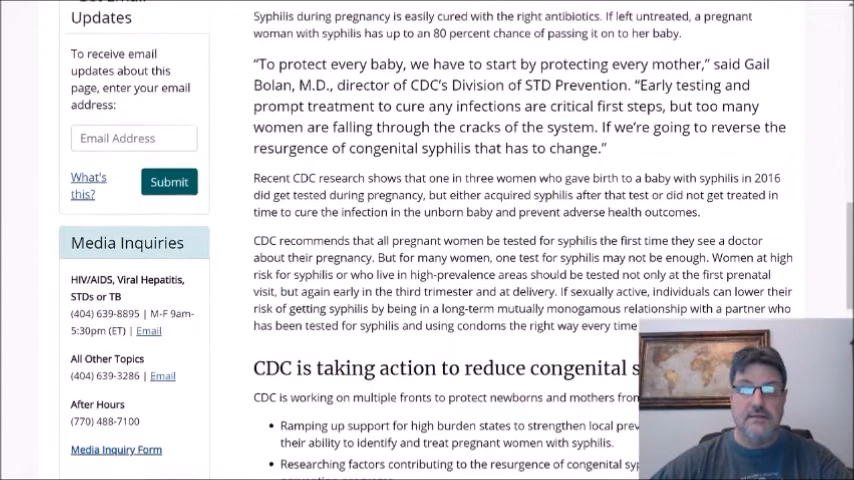 Get Email
Updates
To receive email
updates about this
page, enter your email
address:
Email Address
What's
this?
Submit
Media Inquiries
HIV/AIDS, Viral Hepatitis,
STDs or TB
(404) 639-8895 | M-F 9am-
5:30pm (ET) | Email
All Other Topics
(404) 639-3286 | Email
After Hours
(770) 488-7100
Media Inquiry Form
Syphilis during pregnancy is easily cured with the right antibiotics. If left untreated, a pregnant
woman with syphilis has up to an 80 percent chance of passing it on to her baby.
“To protect every baby, we have to start by protecting every mother,” said Gail
Bolan, M.D., director of CDC’s Division of STD Prevention. “Early testing and
prompt treatment to cure any infections are critical first steps, but too many
women are falling through the cracks of the system. If we’re going to reverse the
resurgence of congenital syphilis that has to change.”
Recent CDC research shows that one in three women who gave birth to a baby with syphilis in 2016
did get tested during pregnancy, but either acquired syphilis after that test or did not get treated in
time to cure the infection in the unborn baby and prevent adverse health outcomes.
CDC recommends that all pregnant women be tested for syphilis the first time they see a doctor
about their pregnancy. But for many women, one test for syphilis may not be enough. Women at high
risk for syphilis or who live in high-prevalence areas should be tested not only at the first prenatal
visit, but again early in the third trimester and at delivery. If sexually active, individuals can lower their
risk of getting syphilis by being in a long-term mutually monogamous relationship with a partner who
has been tested for syphilis and using condoms the right way every time
CDC is taking action to reduce congenital s
CDC is working on multiple fronts to protect newborns and mothers from
• Ramping up support for high burden states to strengthen local prev
their ability to identify and treat pregnant women with syphilis.
• Researching factors contributing to the resurgence of congenital syp